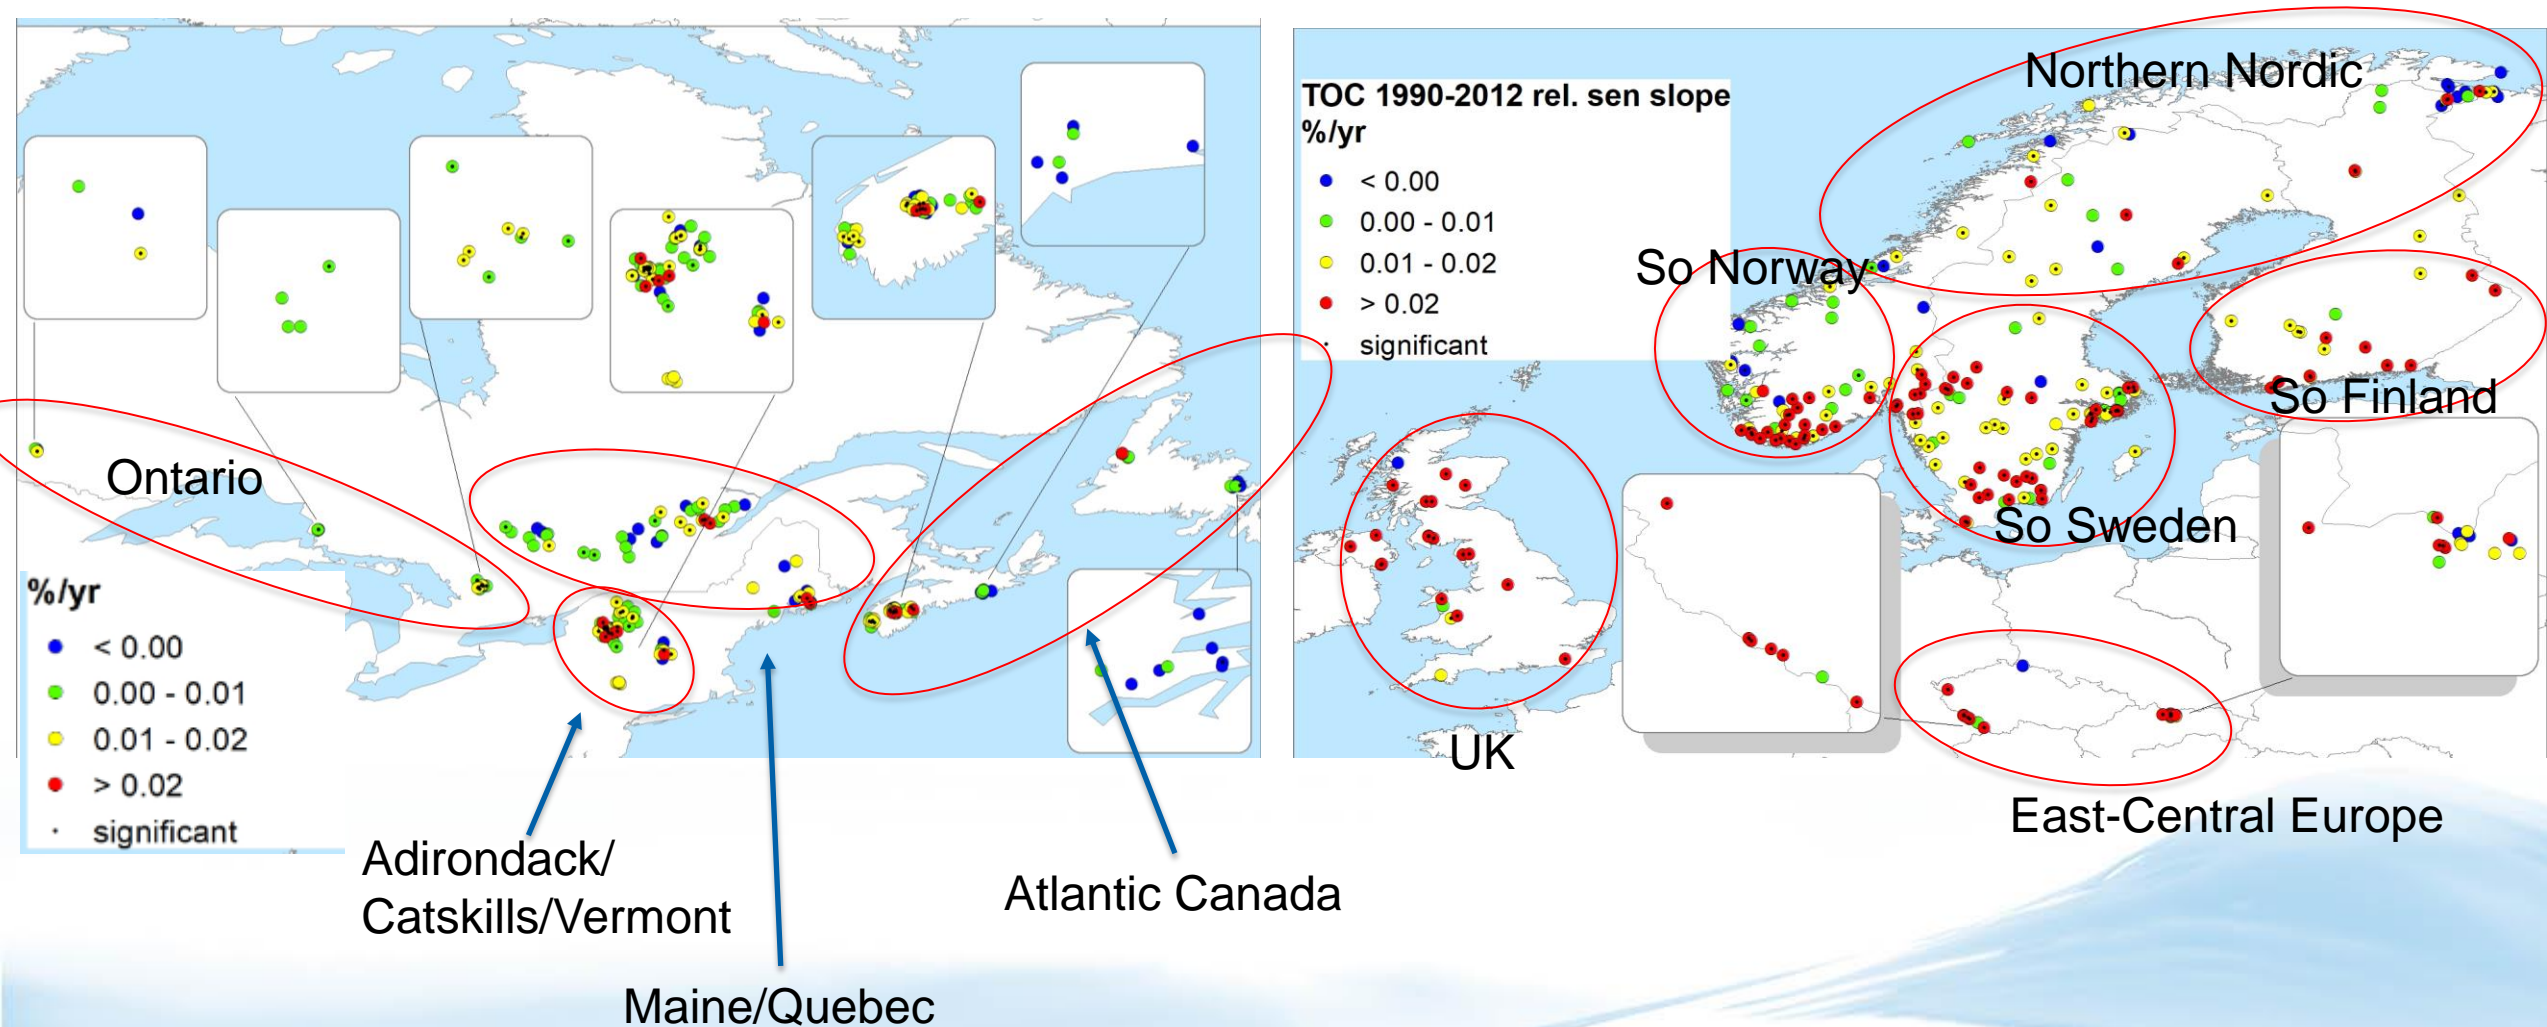 Ontario
%/yr
< 0.00
0.00 - 0.01
0.01 - 0.02
> 0.02
significant
Adirondack/
Catskills/Vermont
Maine/Quebec
Atlantic Canada
TOC 1990-2012 rel. sen slope
%/yr
< 0.00
0.00 - 0.01
0.01 - 0.02
> 0.02
significant
Northern Nordic
So Norway
So Finland
So Sweden
UK
East-Central Europe